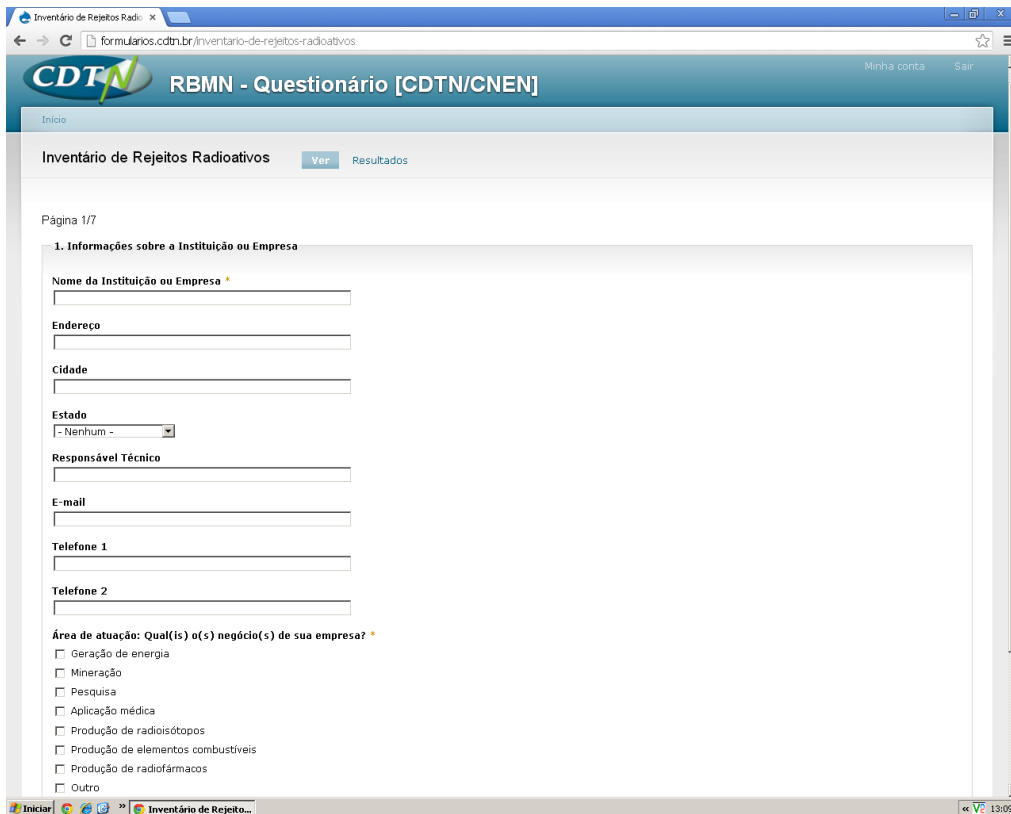 Inventário de Rejeitos Radio
formularios.cdtn.br/inventario-de-rejeitos-radioativos
Minha conta Sair
CDTN RBMN - Questionário [CDTN/CNEN]
Início
Inventário de Rejeitos Radioativos Ver Resultados
Página 1/7
1. Informações sobre a Instituição ou Empresa
Nome da Instituição ou Empresa *
Endereço
Cidade
Estado
- Nenhum -
Responsável Técnico
E-mail
Telefone 1
Telefone 2
Área de atuação: Qual(is) o(s) negócio(s) de sua empresa? *
Geração de energia
Mineração
Pesquisa
Aplicação médica
Produção de radioisótopos
Produção de elementos combustíveis
Produção de radiofármacos
Outro
Iniciar » Inventário de Rejeito... « 13:09